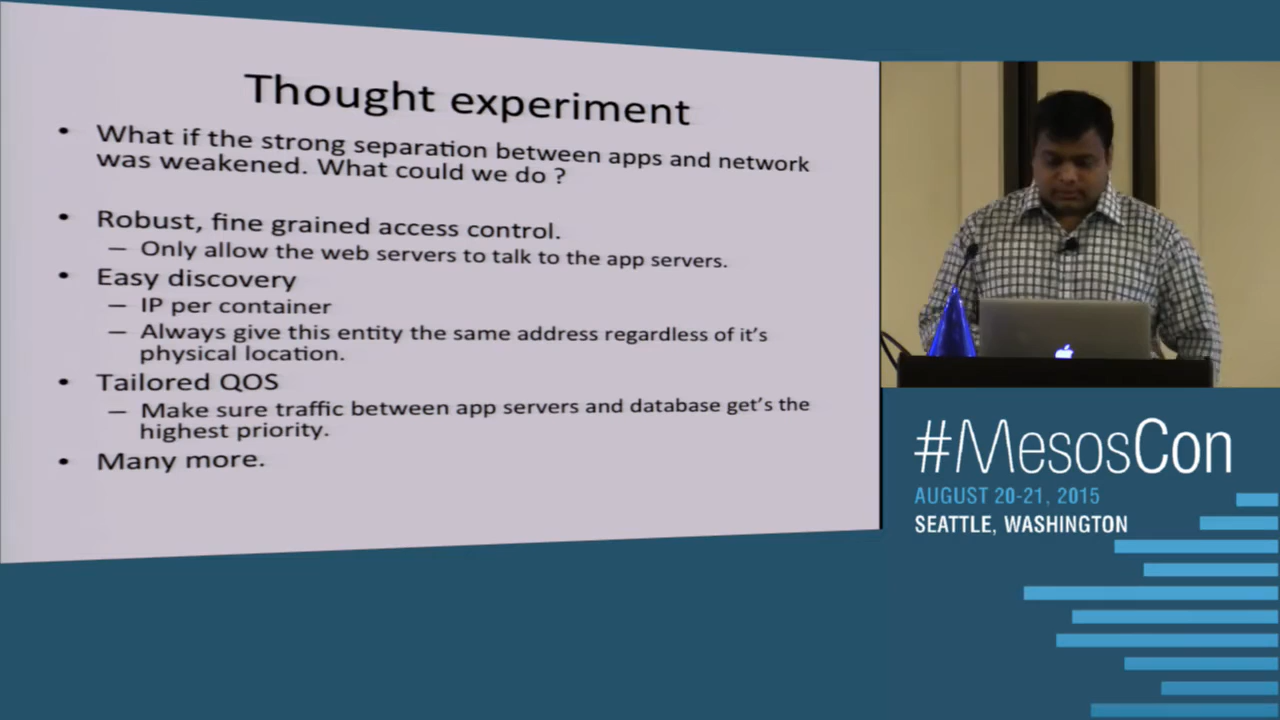 Thought experiment
• What if the strong separation between apps and network
was weakened. What could we do ?
• Robust, fine grained access control.
– Only allow the web servers to talk to the app servers.
• Easy discovery
– IP per container
– Always give this entity the same address regardless of it's
physical location.
• Tailored QOS
– Make sure traffic between app servers and database get's the
highest priority.
• Many more.
#MesosCon
AUGUST 20-21, 2015
SEATTLE, WASHINGTON